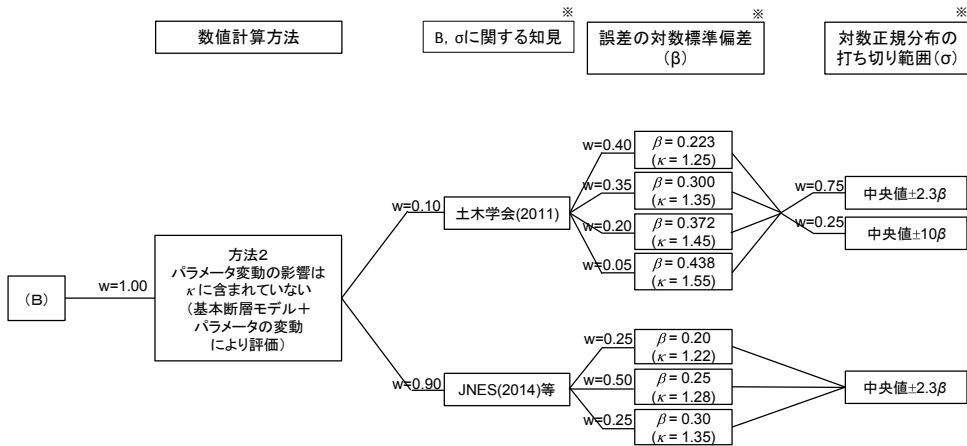 ※
※
※
数値計算方法
B，σに関する知見
誤差の対数標準偏差
（β）
対数正規分布の
打ち切り範囲（σ）
（B）
w=1.00
方法２
パラメータ変動の影響は
κに含まれていない
（基本断層モデル＋
パラメータの変動
により評価）
w=0.10
土木学会(2011)
w=0.40
β = 0.223
(κ = 1.25)
w=0.35
β = 0.300
(κ = 1.35)
w=0.20
β = 0.372
(κ = 1.45)
w=0.05
β = 0.438
(κ = 1.55)
w=0.75
中央値±2.3β
w=0.25
中央値±10β
w=0.90
JNES(2014)等
w=0.25
β = 0.20
(κ = 1.22)
w=0.50
β = 0.25
(κ = 1.28)
w=0.25
β = 0.30
(κ = 1.35)
中央値±2.3β